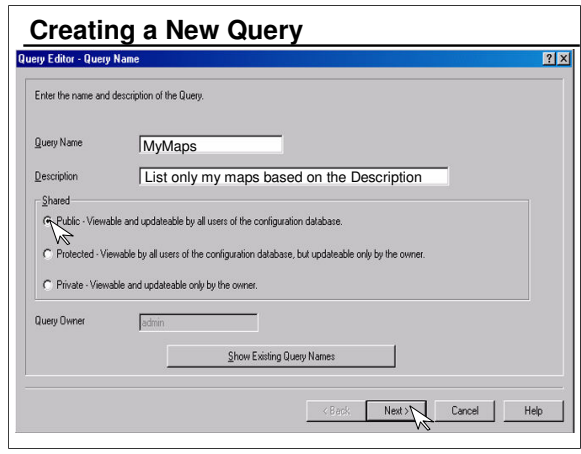 Creating a New Query
Query Editor - Query Name
Enter the name and description of the Query.
Query Name MyMaps
Description List only my maps based on the Description
Shared
Public - Viewable and updateable by all users of the configuration database.
Protected - Viewable by all users of the configuration database, but updateable only by the owner.
Private - Viewable and updateable only by the owner.
Query Owner admin
Show Existing Query Names
< Back Next > Cancel Help